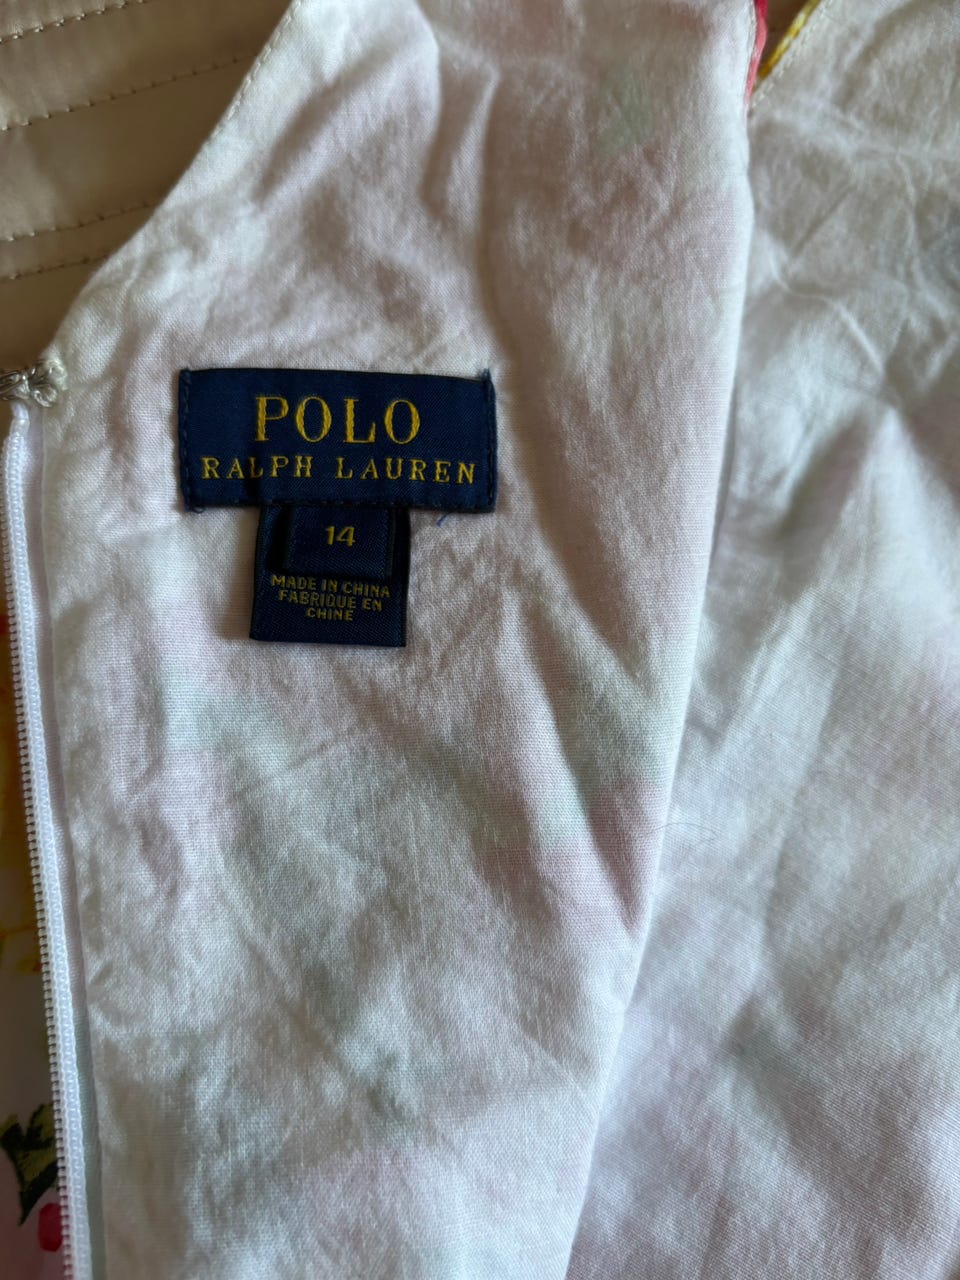 POLO
RALPH LAUREN
14
MADE IN CHINA
FABRIQUE EN
CHINE